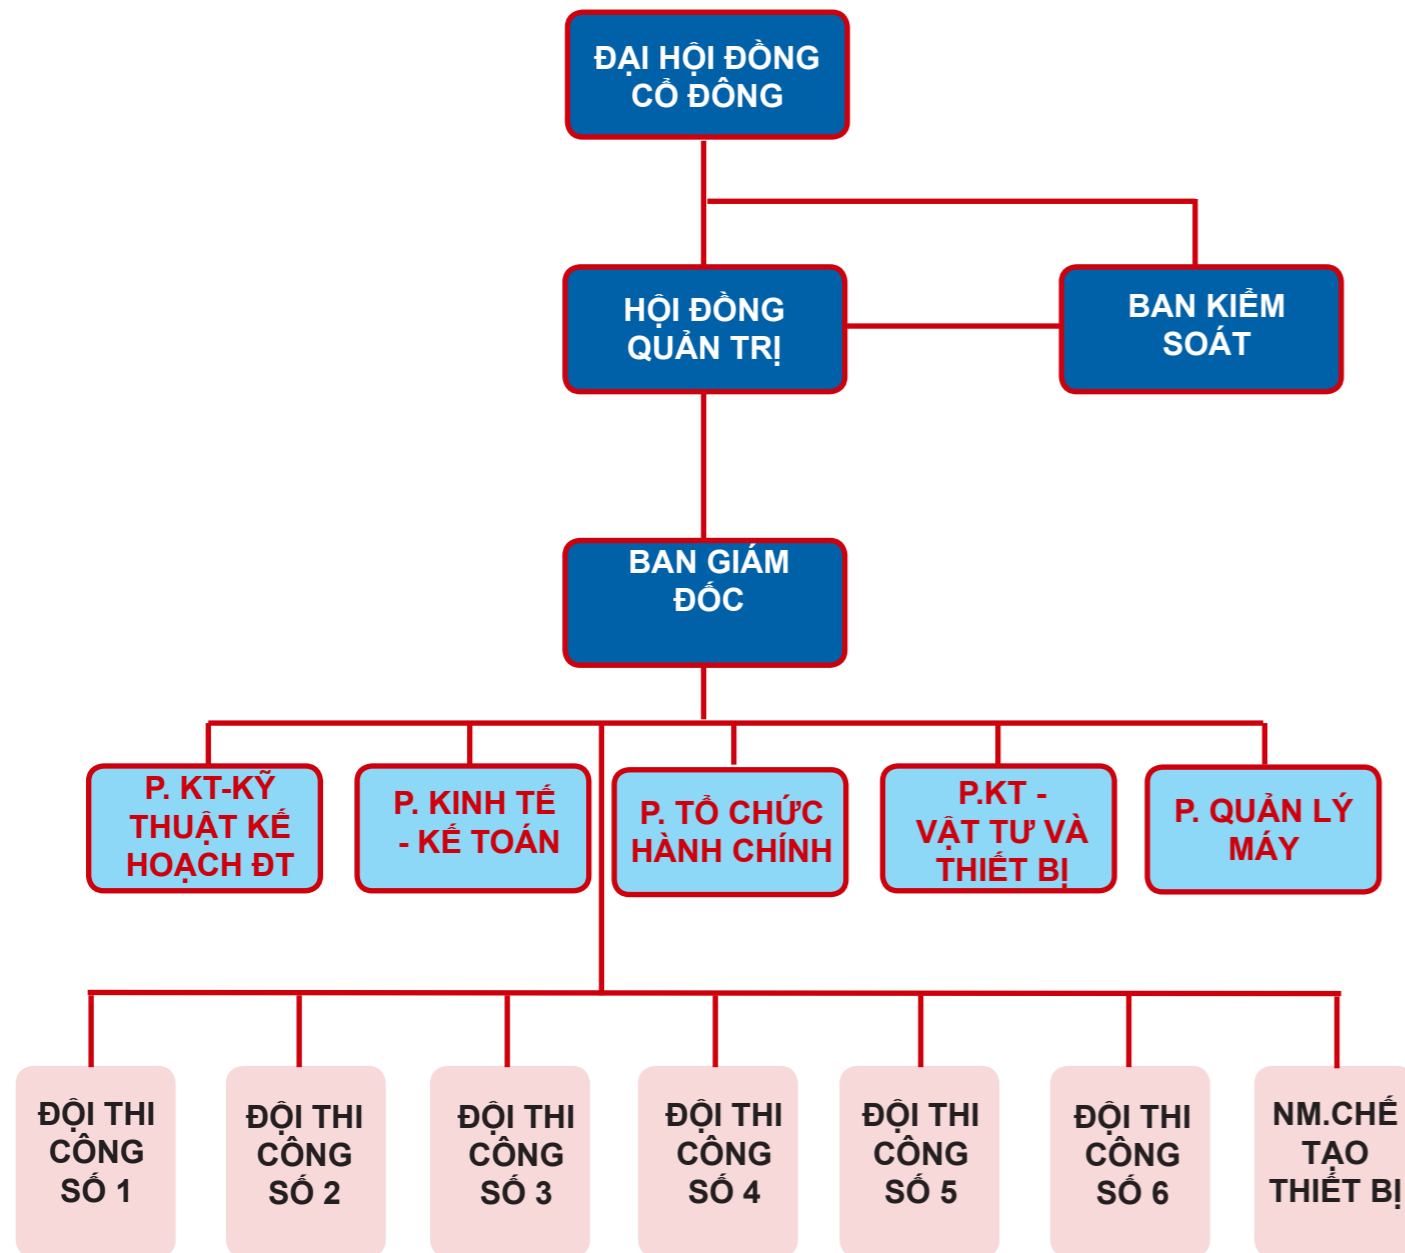 ĐẠI HỘI ĐỒNG
CỔ ĐÔNG
HỘI ĐỒNG
QUẢN TRỊ
BAN KIỂM
SOÁT
BAN GIÁM
ĐỐC
P. KT-KỸ
THUẬT KẾ
HOẠCH ĐT
P. KINH TẾ
- KẾ TOÁN
P. TỔ CHỨC
HÀNH CHÍNH
P.KT -
VẬT TƯ VÀ
THIẾT BỊ
P. QUẢN LÝ
MÁY
ĐỘI THI
CÔNG
SỐ 1
ĐỘI THI
CÔNG
SỐ 2
ĐỘI THI
CÔNG
SỐ 3
ĐỘI THI
CÔNG
SỐ 4
ĐỘI THI
CÔNG
SỐ 5
ĐỘI THI
CÔNG
SỐ 6
NM.CHẾ
TẠO
THIẾT BỊ